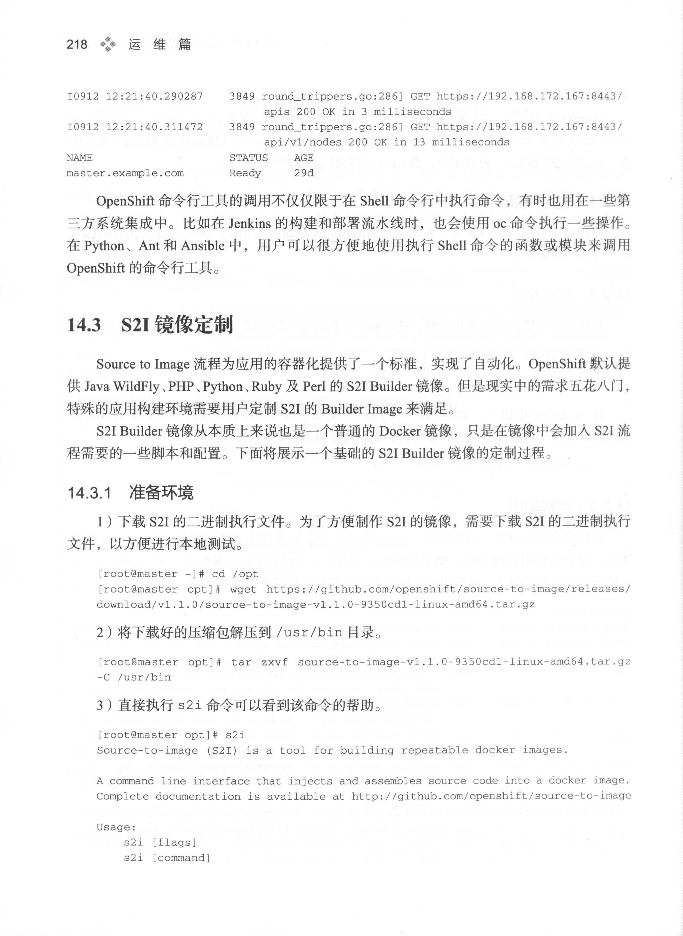 218 运维篇
I0912 12:21:40.290287 3849 round_trippers.go:286] GET https://192.168.172.167:8443/
apis 200 OK in 3 milliseconds
I0912 12:21:40.311472 3849 round_trippers.go:286] GET https://192.168.172.167:8443/
api/v1/nodes 200 OK in 13 milliseconds
NAME STATUS AGE
master.example.com Ready 29d
OpenShift 命令行工具的调用不仅仅限于在 Shell 命令行中执行命令，有时也用在一些第
三方系统集成中。比如在 Jenkins 的构建和部署流水线时，也会使用 oc 命令执行一些操作。
在 Python、Ant 和 Ansible 中，用户可以很方便地使用执行 Shell 命令的函数或模块来调用
OpenShift 的命令行工具。
14.3 S2I 镜像定制
Source to Image 流程为应用的容器化提供了一个标准，实现了自动化。OpenShift 默认提
供 Java WildFly、PHP、Python、Ruby 及 Perl 的 S2I Builder 镜像。但是现实中的需求五花八门，
特殊的应用构建环境需要用户定制 S2I 的 Builder Image 来满足。
S2I Builder 镜像从本质上来说也是一个普通的 Docker 镜像，只是在镜像中会加入 S2I 流
程需要的一些脚本和配置。下面将展示一个基础的 S2I Builder 镜像的定制过程。
14.3.1 准备环境
1）下载 S2I 的二进制执行文件。为了方便制作 S2I 的镜像，需要下载 S2I 的二进制执行
文件，以方便进行本地测试。
[root@master ~]# cd /opt
[root@master opt]# wget https://github.com/openshift/source-to-image/releases/
download/v1.1.0/source-to-image-v1.1.0-9350cd1-linux-amd64.tar.gz
2）将下载好的压缩包解压到 /usr/bin 目录。
[root@master opt]# tar zxvf source-to-image-v1.1.0-9350cd1-linux-amd64.tar.gz
-C /usr/bin
3）直接执行 s2i 命令可以看到该命令的帮助。
[root@master opt]# s2i
Source-to-image (S2I) is a tool for building repeatable docker images.
A command line interface that injects and assembles source code into a docker image.
Complete documentation is available at http://github.com/openshift/source-to-image
Usage:
s2i [flags]
s2i [command]